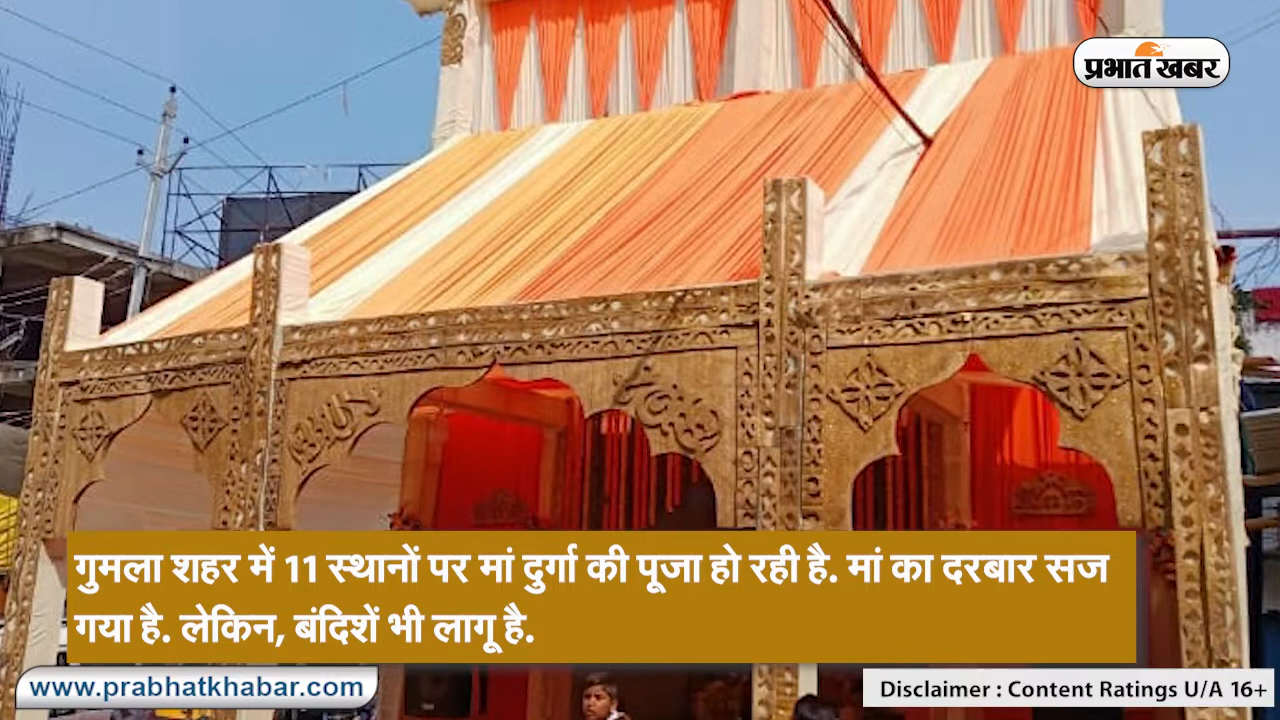 प्रभात खबर
गुमला शहर में 11 स्थानों पर मां दुर्गा की पूजा हो रही है. मां का दरबार सज
गया है. लेकिन, बंदिशें भी लागू है.
www.prabhatkhabar.com
Disclaimer : Content Ratings U/A 16+